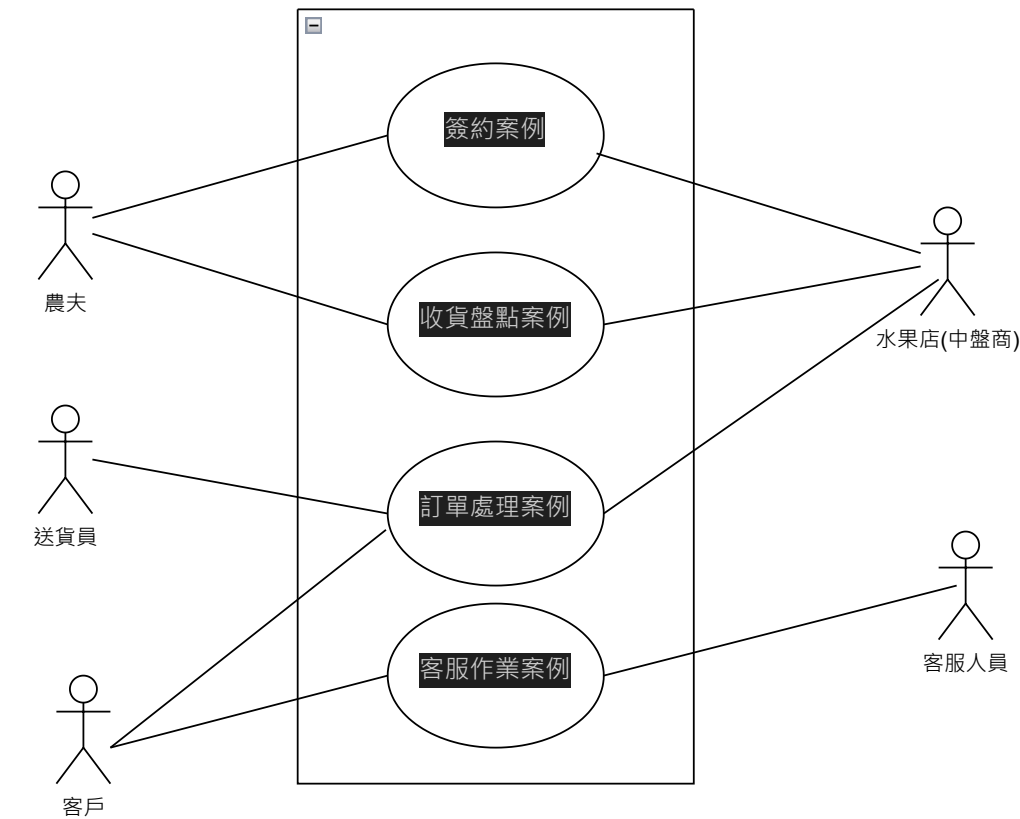 簽約案例
農夫
收貨盤點案例
水果店(中盤商)
訂單處理案例
送貨員
客服作業案例
客服人員
客戶